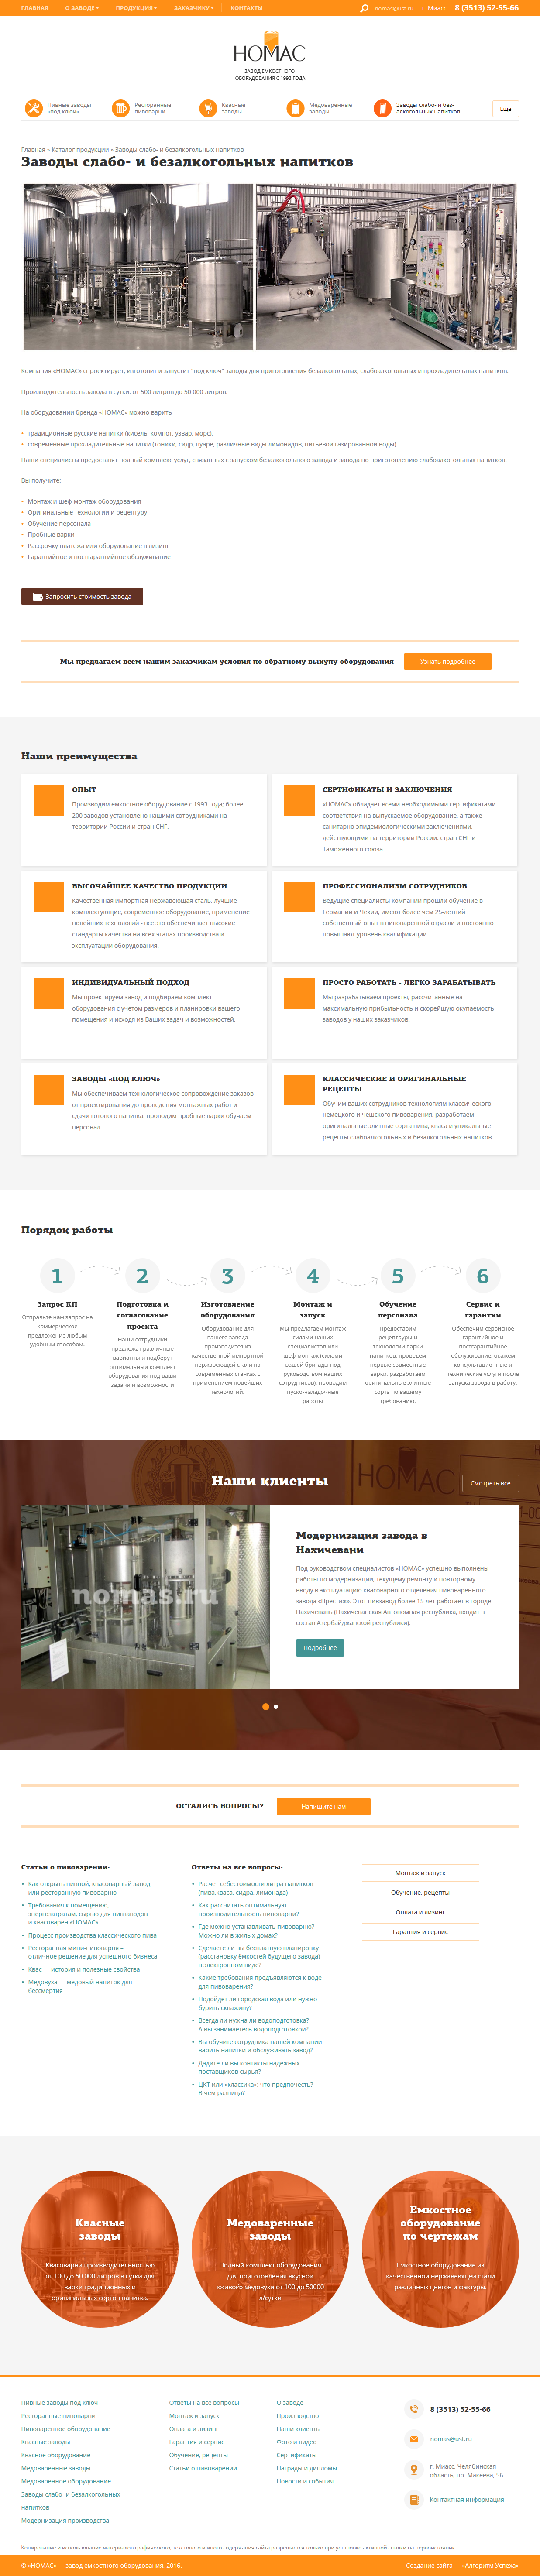 ГЛАВНАЯ О ЗАВОДЕ ПРОДУКЦИЯ ЗАКАЗЧИКУ КОНТАКТЫ nomas@ust.ru г. Миасс 8 (3513) 52-55-66
НОМАС
ЗАВОД ЕМКОСТНОГО
ОБОРУДОВАНИЯ С 1993 ГОДА
Пивные заводы
«под ключ»
Ресторанные
пивоварни
Квасные
заводы
Медоваренные
заводы
Заводы слабо- и без-
алкогольных напитков
Ещё
Главная » Каталог продукции » Заводы слабо- и безалкогольных напитков
Заводы слабо- и безалкогольных напитков
Компания «НОМАС» спроектирует, изготовит и запустит "под ключ" заводы для приготовления безалкогольных, слабоалкогольных и прохладительных напитков.
Производительность завода в сутки: от 500 литров до 50 000 литров.
На оборудовании бренда «НОМАС» можно варить
традиционные русские напитки (кисель, компот, узвар, морс),
современные прохладительные напитки (тоники, сидр, пуаре, различные виды лимонадов, питьевой газированной воды).
Наши специалисты предоставят полный комплекс услуг, связанных с запуском безалкогольного завода и завода по приготовлению слабоалкогольных напитков.
Вы получите:
Монтаж и шеф-монтаж оборудования
Оригинальные технологии и рецептуру
Обучение персонала
Пробные варки
Рассрочку платежа или оборудование в лизинг
Гарантийное и постгарантийное обслуживание
Запросить стоимость завода
Мы предлагаем всем нашим заказчикам условия по обратному выкупу оборудования
Узнать подробнее
Наши преимущества
ОПЫТ
Производим емкостное оборудование с 1993 года; более
200 заводов установлено нашими сотрудниками на
территории России и стран СНГ.
СЕРТИФИКАТЫ И ЗАКЛЮЧЕНИЯ
«НОМАС» обладает всеми необходимыми сертификатами
соответствия на выпускаемое оборудование, а также
санитарно-эпидемиологическими заключениями,
действующими на территории России, стран СНГ и
Таможенного союза.
ВЫСОЧАЙШЕЕ КАЧЕСТВО ПРОДУКЦИИ
Качественная импортная нержавеющая сталь, лучшие
комплектующие, современное оборудование, применение
новейших технологий - все это обеспечивает высокие
стандарты качества на всех этапах производства и
эксплуатации оборудования.
ПРОФЕССИОНАЛИЗМ СОТРУДНИКОВ
Ведущие специалисты компании прошли обучение в
Германии и Чехии, имеют более чем 25-летний
собственный опыт в пивоваренной отрасли и постоянно
повышают уровень квалификации.
ИНДИВИДУАЛЬНЫЙ ПОДХОД
Мы проектируем завод и подбираем комплект
оборудования с учетом размеров и планировки вашего
помещения и исходя из Ваших задач и возможностей.
ПРОСТО РАБОТАТЬ - ЛЕГКО ЗАРАБАТЫВАТЬ
Мы разрабатываем проекты, рассчитанные на
максимальную прибыльность и скорейшую окупаемость
заводов у наших заказчиков.
ЗАВОДЫ «ПОД КЛЮЧ»
Мы обеспечиваем технологическое сопровождение заказов
от проектирования до проведения монтажных работ и
сдачи готового напитка, проводим пробные варки обучаем
персонал.
КЛАССИЧЕСКИЕ И ОРИГИНАЛЬНЫЕ
РЕЦЕПТЫ
Обучим ваших сотрудников технологиям классического
немецкого и чешского пивоварения, разработаем
оригинальные элитные сорта пива, кваса и уникальные
рецепты слабоалкогольных и безалкогольных напитков.
Порядок работы
1
Запрос КП
Отправьте нам запрос на
коммерческое
предложение любым
удобным способом.
2
Подготовка и
согласование
проекта
Наши сотрудники
предложат различные
варианты и подберут
оптимальный комплект
оборудования под ваши
задачи и возможности
3
Изготовление
оборудования
Оборудование для
вашего завода
производится из
качественной импортной
нержавеющей стали на
современных станках с
применением новейших
технологий.
4
Монтаж и
запуск
Мы предлагаем монтаж
силами наших
специалистов или
шеф-монтаж (силами
вашей бригады под
руководством наших
сотрудников), проводим
пуско-наладочные
работы
5
Обучение
персонала
Предоставим
рецептруры и
технологии варки
напитков, проведем
первые совместные
варки, разработаем
оригинальные элитные
сорта по вашему
требованию.
6
Сервис и
гарантии
Обеспечим сервисное
гарантийное и
постгарантийное
обслуживание, окажем
консультационные и
технические услуги после
запуска завода в работу.
Наши клиенты
Смотреть все
НОМАС
nomas.ru
Модернизация завода в
Нахичевани
Под руководством специалистов «НОМАС» успешно выполнены
работы по модернизации, текущему ремонту и повторному
вводу в эксплуатацию квасоварного отделения пивоваренного
завода «Престиж». Этот пивзавод более 15 лет работает в городе
Нахичевань (Нахичеванская Автономная республика, входит в
состав Азербайджанской республики).
Подробнее
ОСТАЛИСЬ ВОПРОСЫ?
Напишите нам
Статьи о пивоварении:
Как открыть пивной, квасоварный завод
или ресторанную пивоварню
Требования к помещению,
энергозатратам, сырью для пивзаводов
и квасоварен «НОМАС»
Процесс производства классического пива
Ресторанная мини-пивоварня –
отличное решение для успешного бизнеса
Квас — история и полезные свойства
Медовуха — медовый напиток для
бессмертия
Ответы на все вопросы:
Расчет себестоимости литра напитков
(пива,кваса, сидра, лимонада)
Как рассчитать оптимальную
производительность пивоварни?
Где можно устанавливать пивоварню?
Можно ли в жилых домах?
Сделаете ли вы бесплатную планировку
(расстановку ёмкостей будущего завода)
в электронном виде?
Какие требования предъявляются к воде
для пивоварения?
Подойдёт ли городская вода или нужно
бурить скважину?
Всегда ли нужна ли водоподготовка?
А вы занимаетесь водоподготовкой?
Вы обучите сотрудника нашей компании
варить напитки и обслуживать завод?
Дадите ли вы контакты надёжных
поставщиков сырья?
ЦКТ или «классика»: что предпочесть?
В чём разница?
Монтаж и запуск
Обучение, рецепты
Оплата и лизинг
Гарантия и сервис
Квасные
заводы
Квасоварни производительностью
от 100 до 50 000 литров в сутки для
варки традиционных и
оригинальных сортов напитка.
Медоваренные
заводы
Полный комплект оборудования
для приготовления вкусной
«живой» медовухи от 100 до 50000
л/сутки
Емкостное
оборудование
по чертежам
Емкостное оборудование из
качественной нержавеющей стали
различных цветов и фактуры.
Пивные заводы под ключ
Ресторанные пивоварни
Пивоваренное оборудование
Квасные заводы
Квасное оборудование
Медоваренные заводы
Медоваренное оборудование
Заводы слабо- и безалкогольных
напитков
Модернизация производства
Ответы на все вопросы
Монтаж и запуск
Оплата и лизинг
Гарантия и сервис
Обучение, рецепты
Статьи о пивоварении
О заводе
Производство
Наши клиенты
Фото и видео
Сертификаты
Награды и дипломы
Новости и события
8 (3513) 52-55-66
nomas@ust.ru
г. Миасс, Челябинская
область, пр. Макеева, 56
Контактная информация
Копирование и использование материалов графического, текстового и иного содержания сайта разрешается только при установке активной ссылки на первоисточник.
© «НОМАС» — завод емкостного оборудования, 2016. Создание сайта — «Алгоритм Успеха»